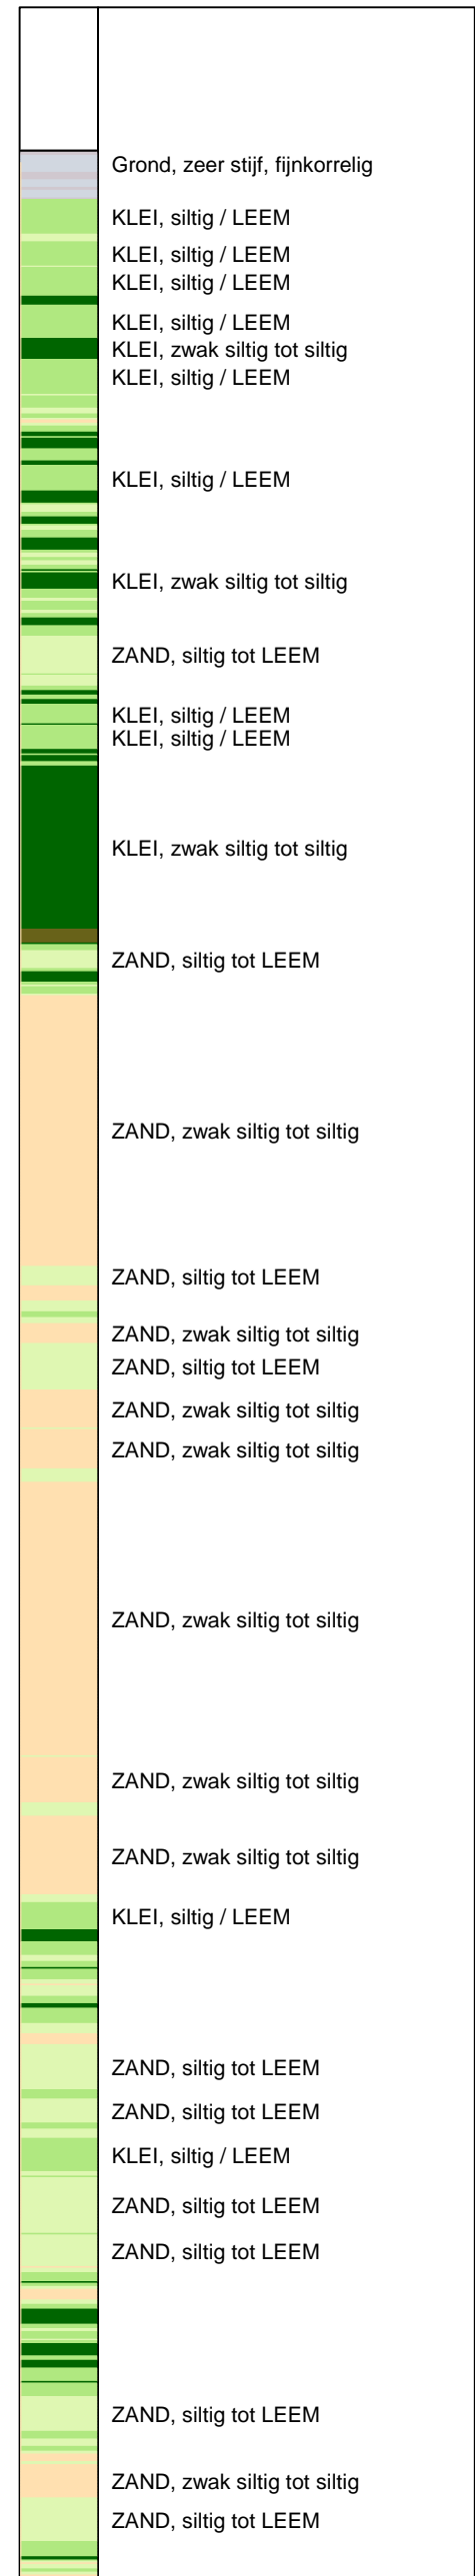 Grond, zeer stijf, fijnkorrelig
KLEI, siltig / LEEM
KLEI, siltig / LEEM
KLEI, siltig / LEEM
KLEI, siltig / LEEM
KLEI, zwak siltig tot siltig
KLEI, siltig / LEEM
KLEI, siltig / LEEM
KLEI, zwak siltig tot siltig
ZAND, siltig tot LEEM
KLEI, siltig / LEEM
KLEI, siltig / LEEM
KLEI, zwak siltig tot siltig
ZAND, siltig tot LEEM
ZAND, zwak siltig tot siltig
ZAND, siltig tot LEEM
ZAND, zwak siltig tot siltig
ZAND, siltig tot LEEM
ZAND, zwak siltig tot siltig
ZAND, zwak siltig tot siltig
ZAND, zwak siltig tot siltig
ZAND, zwak siltig tot siltig
ZAND, zwak siltig tot siltig
KLEI, siltig / LEEM
ZAND, siltig tot LEEM
ZAND, siltig tot LEEM
KLEI, siltig / LEEM
ZAND, siltig tot LEEM
ZAND, siltig tot LEEM
ZAND, siltig tot LEEM
ZAND, zwak siltig tot siltig
ZAND, siltig tot LEEM